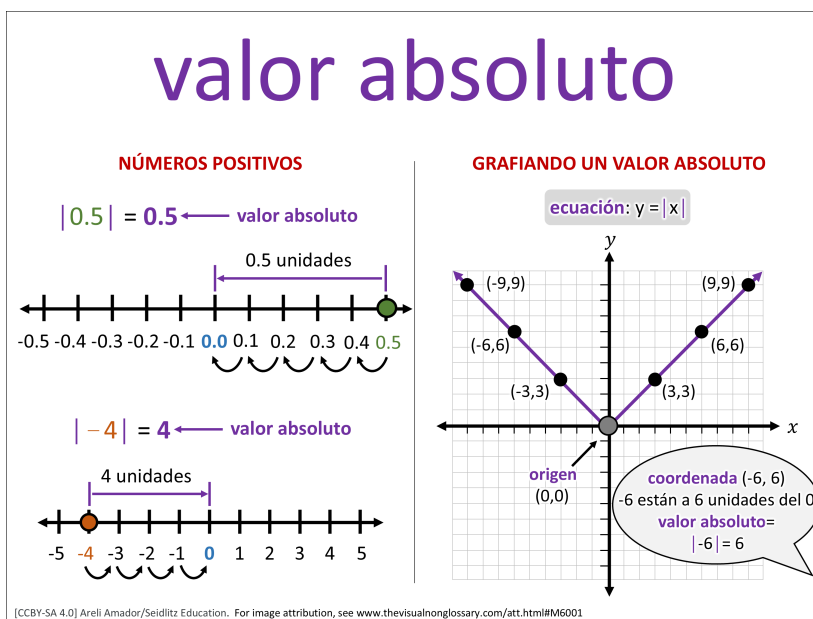 valor absoluto
NÚMEROS POSITIVOS
|0.5| = 0.5 valor absoluto
0.5 unidades
-0.5 -0.4 -0.3 -0.2 -0.1 0.0 0.1 0.2 0.3 0.4 0.5
|−4| = 4 valor absoluto
4 unidades
-5 -4 -3 -2 -1 0 1 2 3 4 5
GRAFIANDO UN VALOR ABSOLUTO
ecuación: y = |x|
y
(-9,9) (9,9)
(-6,6) (6,6)
(-3,3) (3,3)
x
origen
(0,0)
coordenada (-6, 6)
-6 están a 6 unidades del 0
valor absoluto=
|-6| = 6
[CCBY-SA 4.0] Areli Amador/Seidlitz Education. For image attribution, see www.thevisualnonglossary.com/att.html#M6001